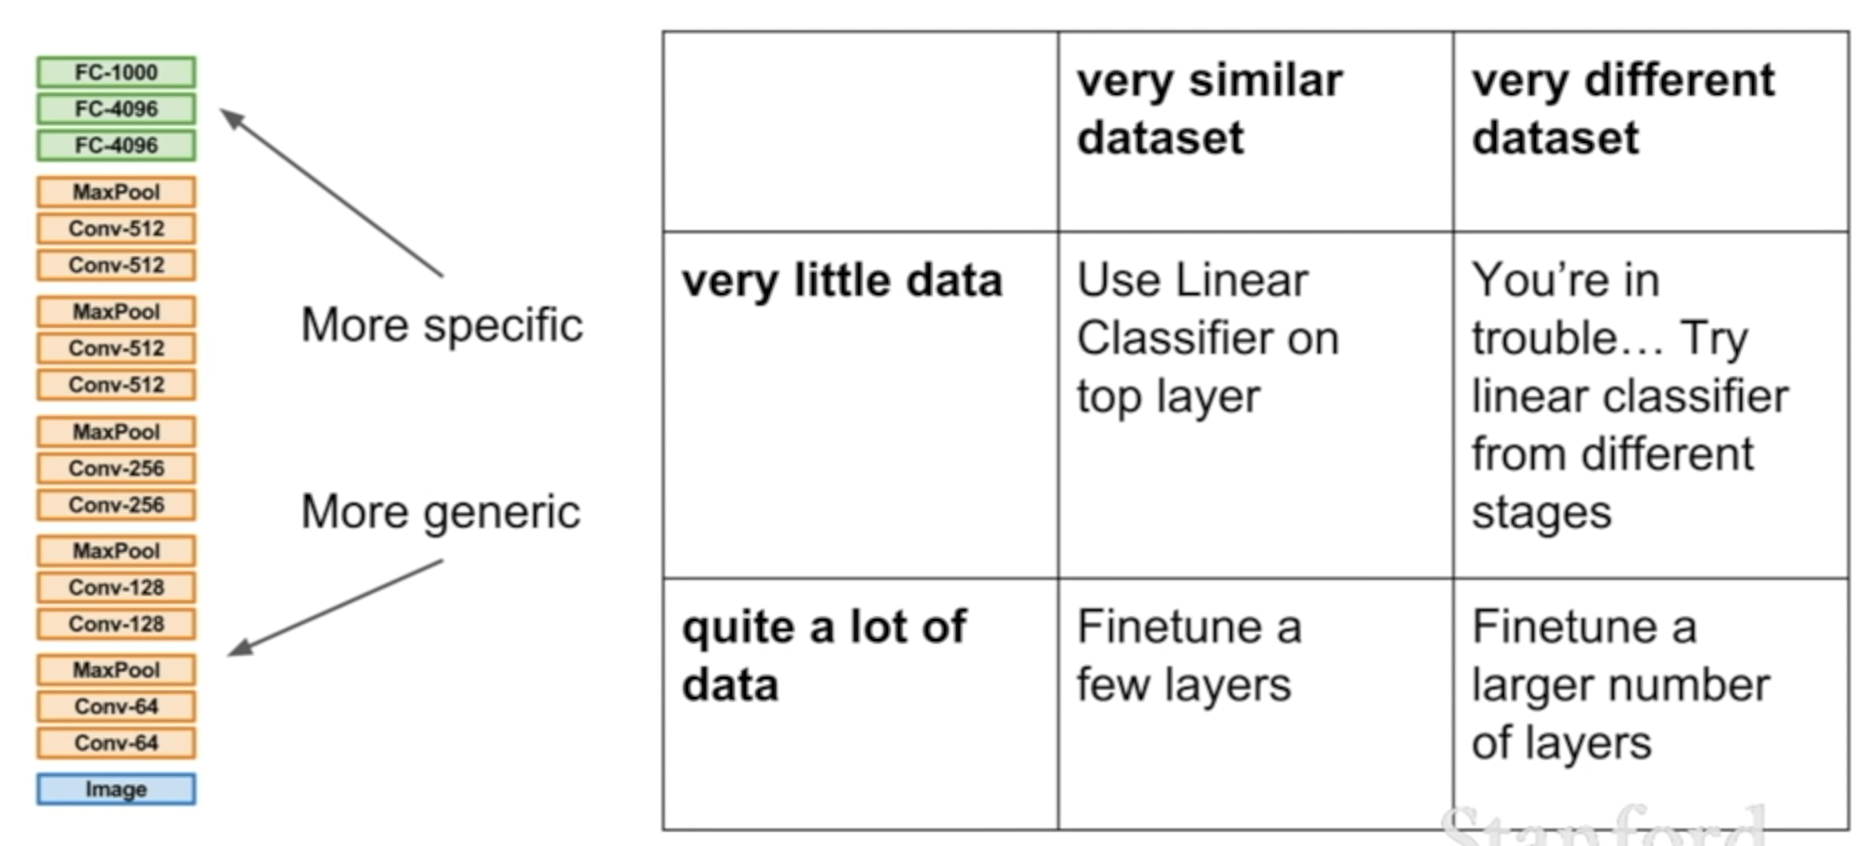 FC-1000
FC-4096
FC-4096
MaxPool
Conv-512
Conv-512
MaxPool
Conv-512
Conv-512
MaxPool
Conv-256
Conv-256
MaxPool
Conv-128
Conv-128
MaxPool
Conv-64
Conv-64
Image
More specific
More generic
very similar
dataset
very different
dataset
very little data
Use Linear
Classifier on
top layer
You’re in
trouble… Try
linear classifier
from different
stages
quite a lot of
data
Finetune a
few layers
Finetune a
larger number
of layers
Stanford